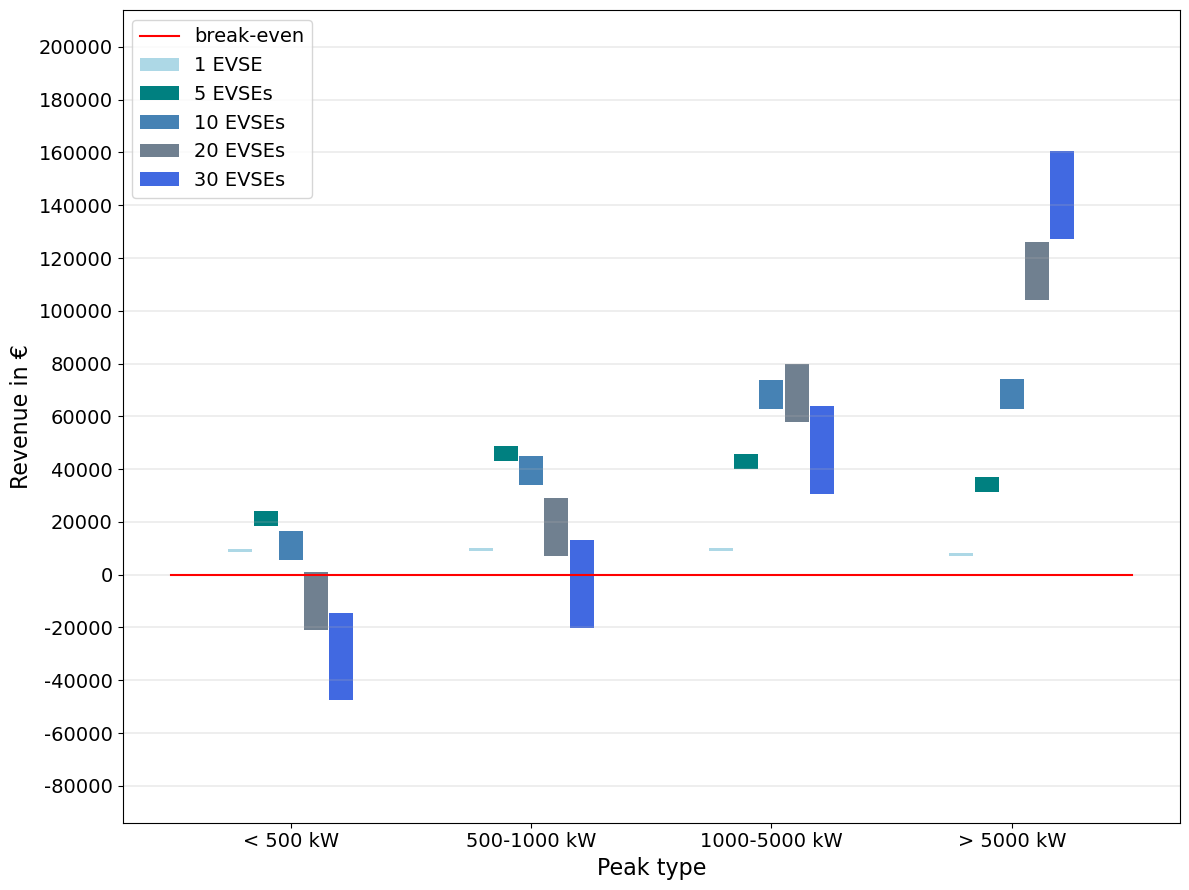 break-even
1 EVSE
5 EVSEs
10 EVSEs
20 EVSEs
30 EVSEs
Revenue in €
200000
180000
160000
140000
120000
100000
80000
60000
40000
20000
0
-20000
-40000
-60000
-80000
< 500 kW
500-1000 kW
1000-5000 kW
> 5000 kW
Peak type